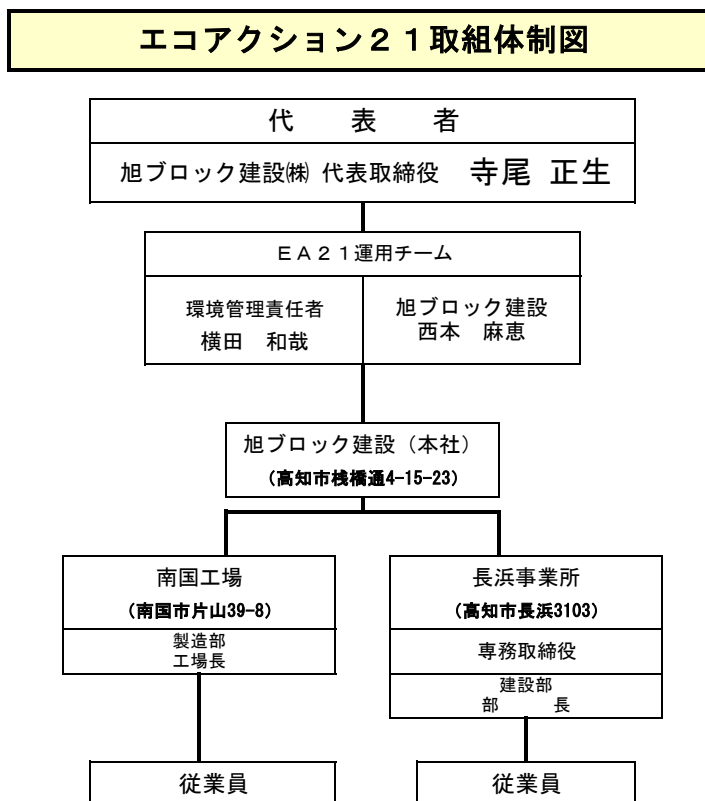 エコアクション２１取組体制図
代　表　者
旭ブロック建設㈱ 代表取締役　寺尾 正生
ＥＡ２１運用チーム
環境管理責任者
横田　和哉
旭ブロック建設
西本　麻恵
旭ブロック建設（本社）
（高知市桟橋通4-15-23）
南国工場
（南国市片山39-8）
製造部
工場長
長浜事業所
（高知市長浜3103）
専務取締役
建設部
部　　長
従業員
従業員